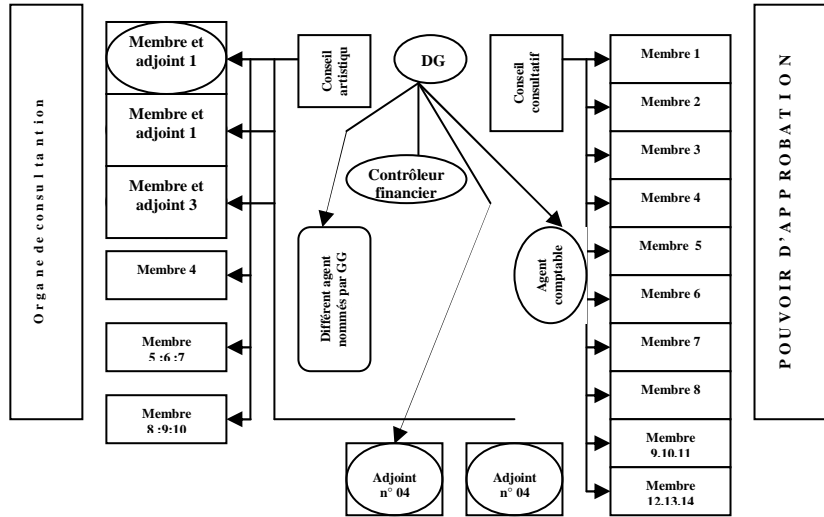 Organe de consultantion
Membre et
adjoint 1
Membre et
adjoint 1
Membre et
adjoint 3
Membre 4
Membre
5 :6 :7
Membre
8 :9:10
Conseil
artistiqu
DG
Contrôleur
financier
Différent agent
nommés par GG
Agent
comptable
Adjoint
n° 04
Adjoint
n° 04
Conseil
consultatif
Membre 1
Membre 2
Membre 3
Membre 4
Membre 5
Membre 6
Membre 7
Membre 8
Membre
9.10.11
Membre
12.13.14
POUVOIR D’APPROBATION